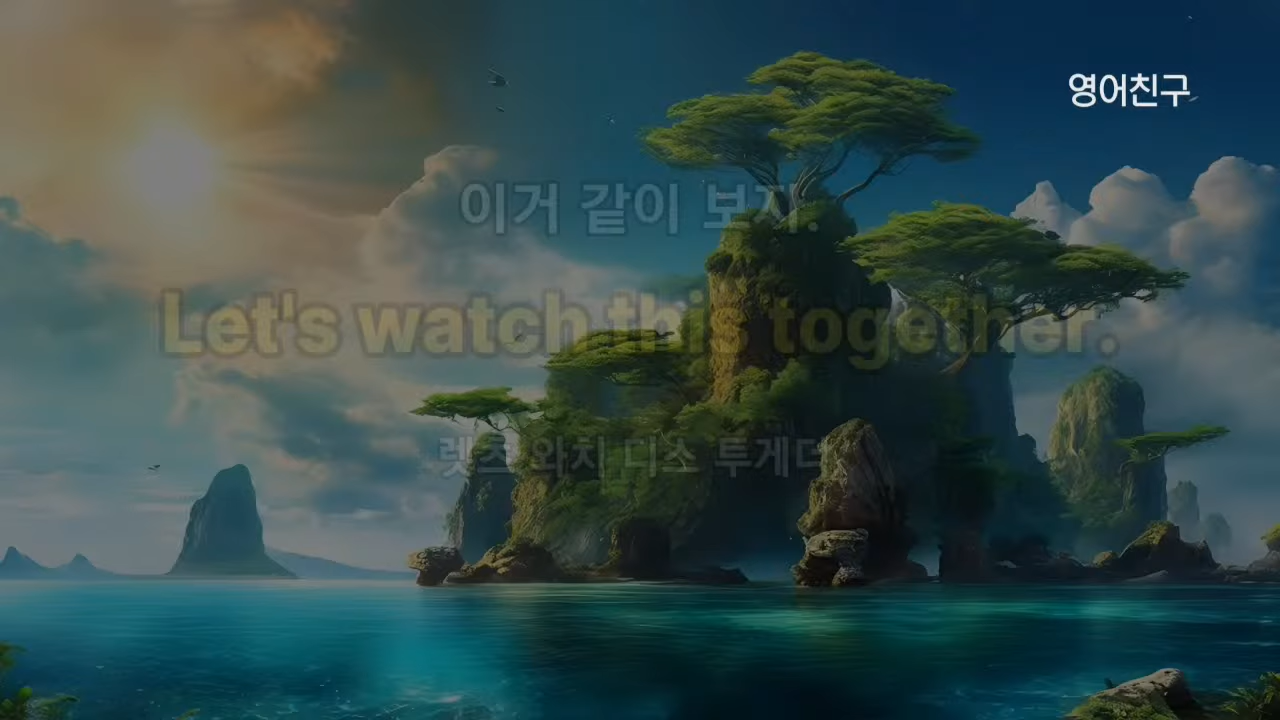 영어친구
이거 같이 보자.
Let's watch this together.
렛츠 와치 디스 투게더